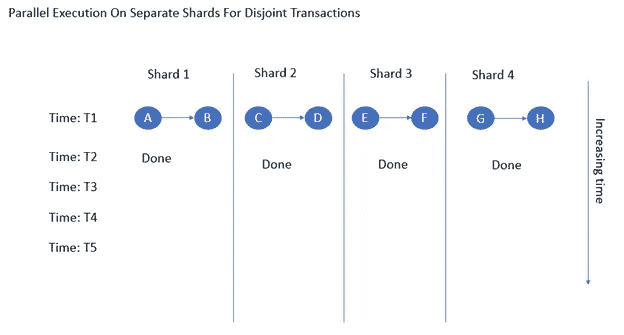 Parallel Execution On Separate Shards For Disjoint Transactions
Shard 1
Shard 2
Shard 3
Shard 4
Time: T1
A
B
C
D
E
F
G
H
Time: T2
Done
Done
Done
Done
Time: T3
Time: T4
Time: T5
Increasing time